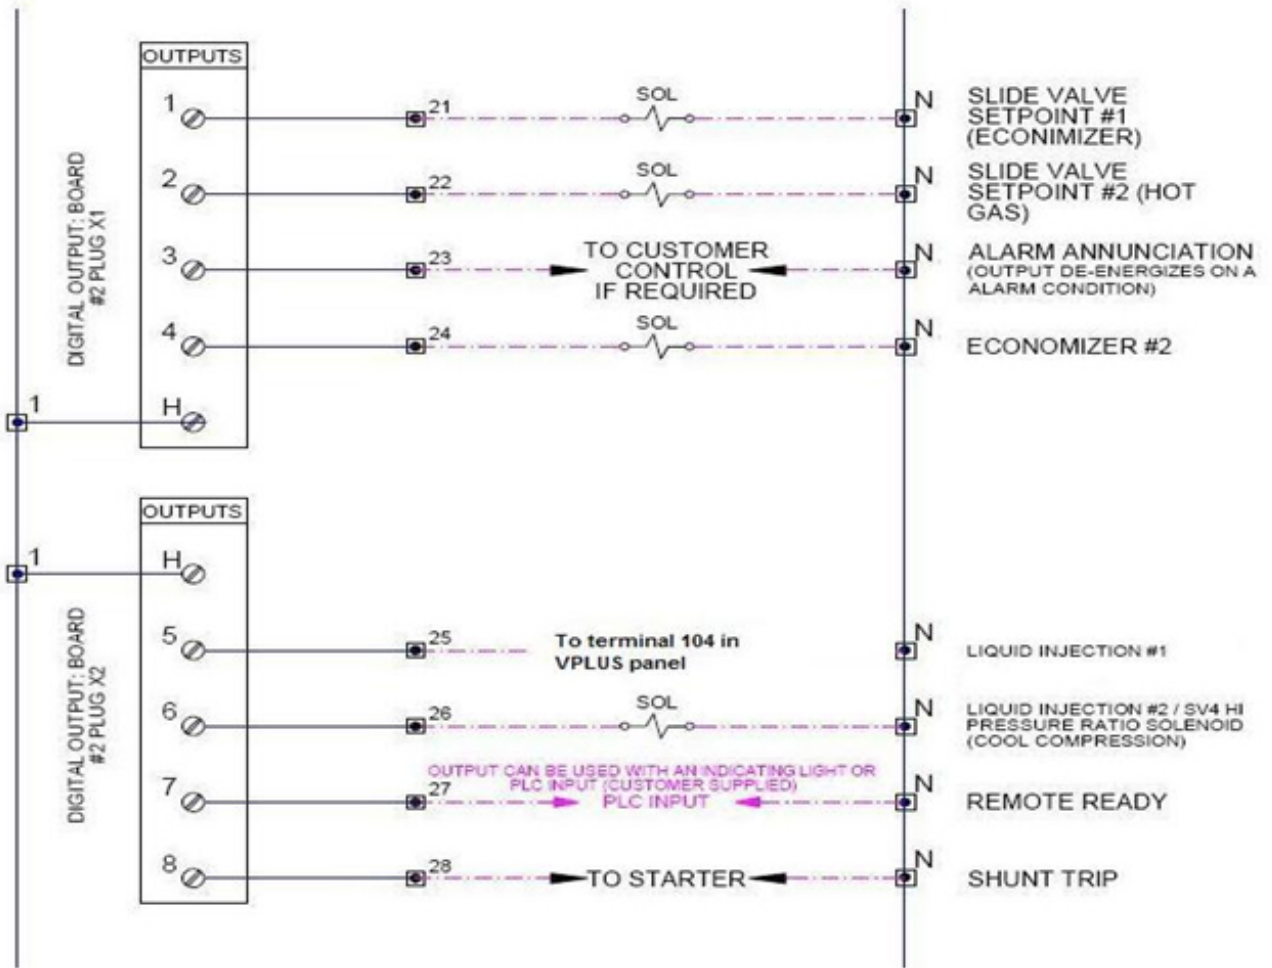 OUTPUTS
1
21
SOL
N
SLIDE VALVE
SETPOINT #1
(ECONIMIZER)
2
22
SOL
N
SLIDE VALVE
SETPOINT #2 (HOT
GAS)
DIGITAL OUTPUT: BOARD
#2 PLUG X1
3
23
TO CUSTOMER
CONTROL
IF REQUIRED
N
ALARM ANNUNCIATION
(OUTPUT DE-ENERGIZES ON A
ALARM CONDITION)
4
24
SOL
N
ECONOMIZER #2
1
H
OUTPUTS
1
H
DIGITAL OUTPUT: BOARD
#2 PLUG X2
5
25
To terminal 104 in
VPLUS panel
N
LIQUID INJECTION #1
6
26
SOL
N
LIQUID INJECTION #2 / SV4 HI
PRESSURE RATIO SOLENOID
(COOL COMPRESSION)
OUTPUT CAN BE USED WITH AN INDICATING LIGHT OR
PLC INPUT (CUSTOMER SUPPLIED)
7
27
PLC INPUT
N
REMOTE READY
8
28
TO STARTER
N
SHUNT TRIP